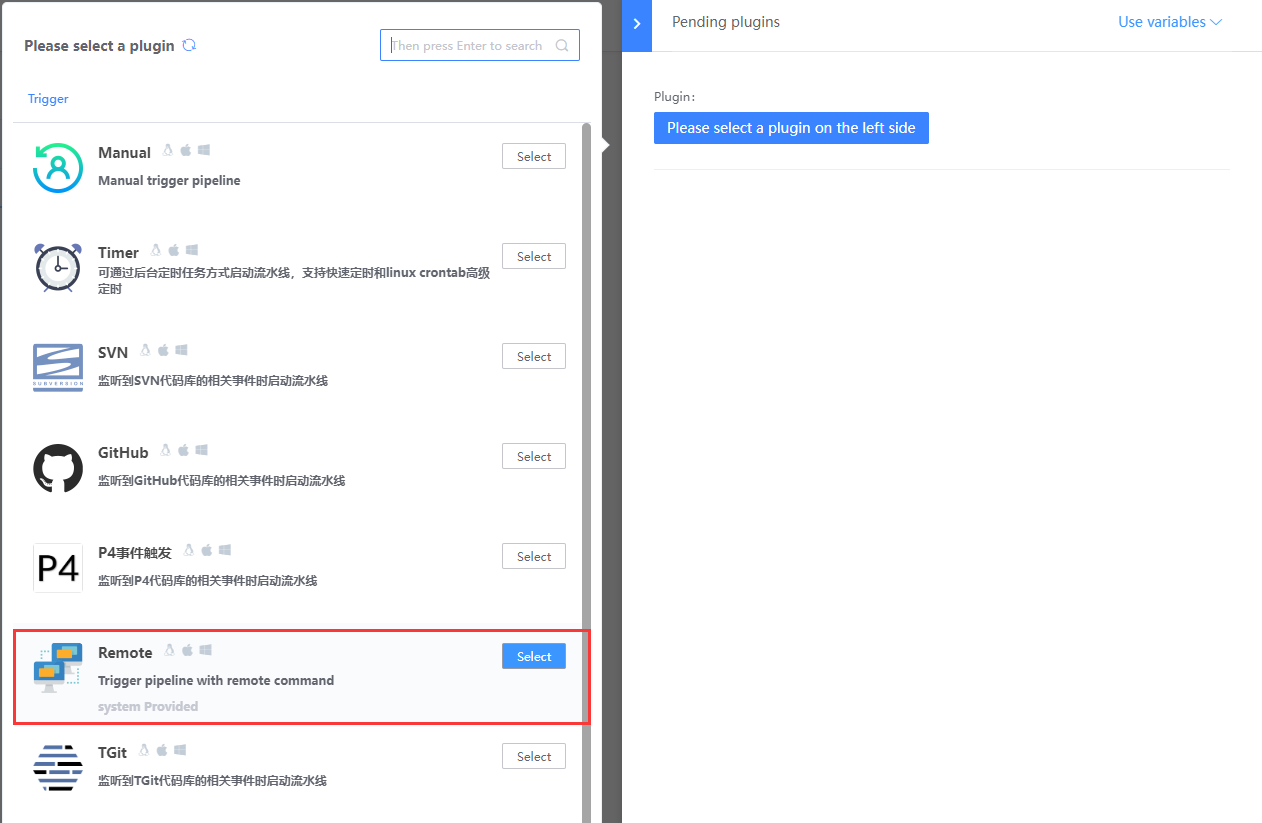 Please select a plugin
Then press Enter to search
Trigger
Manual
Manual trigger pipeline
Select
Timer
可通过后台定时任务方式启动流水线，支持快速定时和linux crontab高级
定时
Select
SUBVERSION
SVN
监听到SVN代码库的相关事件时启动流水线
Select
GitHub
监听到GitHub代码库的相关事件时启动流水线
Select
P4
P4事件触发
监听到P4代码库的相关事件时启动流水线
Select
Remote
Trigger pipeline with remote command
system Provided
Select
TGit
监听到TGit代码库的相关事件时启动流水线
Select
Pending plugins
Use variables
Plugin:
Please select a plugin on the left side